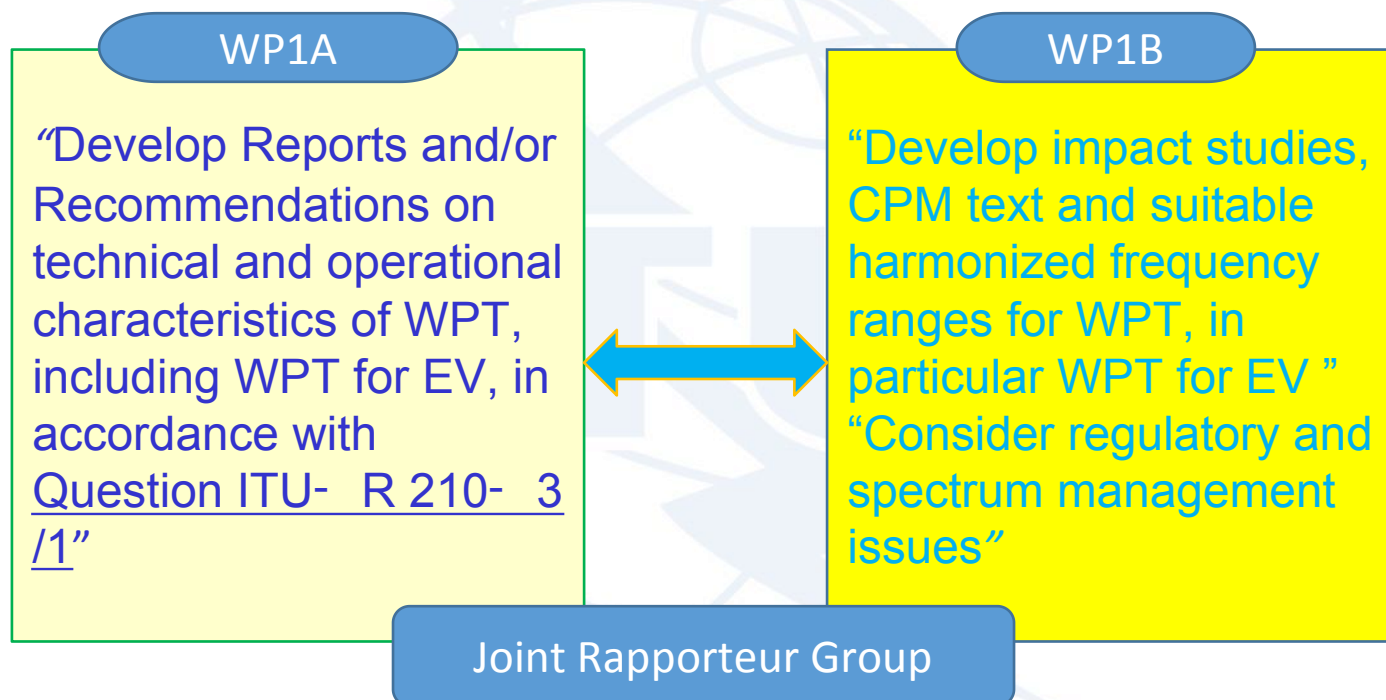 WP1A
"Develop Reports and/or
Recommendations on
technical and operational
characteristics of WPT,
including WPT for EV, in
accordance with
Question ITU- R 210- 3
/1"
WP1B
“Develop impact studies,
CPM text and suitable
harmonized frequency
ranges for WPT, in
particular WPT for EV ”
“Consider regulatory and
spectrum management
issues”
Joint Rapporteur Group